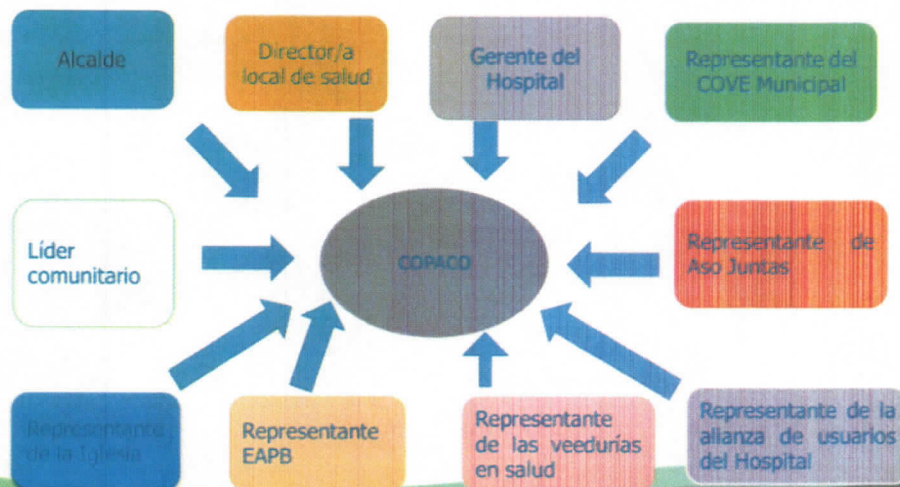 Alcalde
Director/a
local de salud
Gerente del
Hospital
Representante del
COVE Municipal
Líder
comunitario
COPACO
Representante de
Aso Juntas
Representante
de la Iglesia
Representante
EAPB
Representante
de las veedurías
en salud
Representante de la
alianza de usuarios
del Hospital